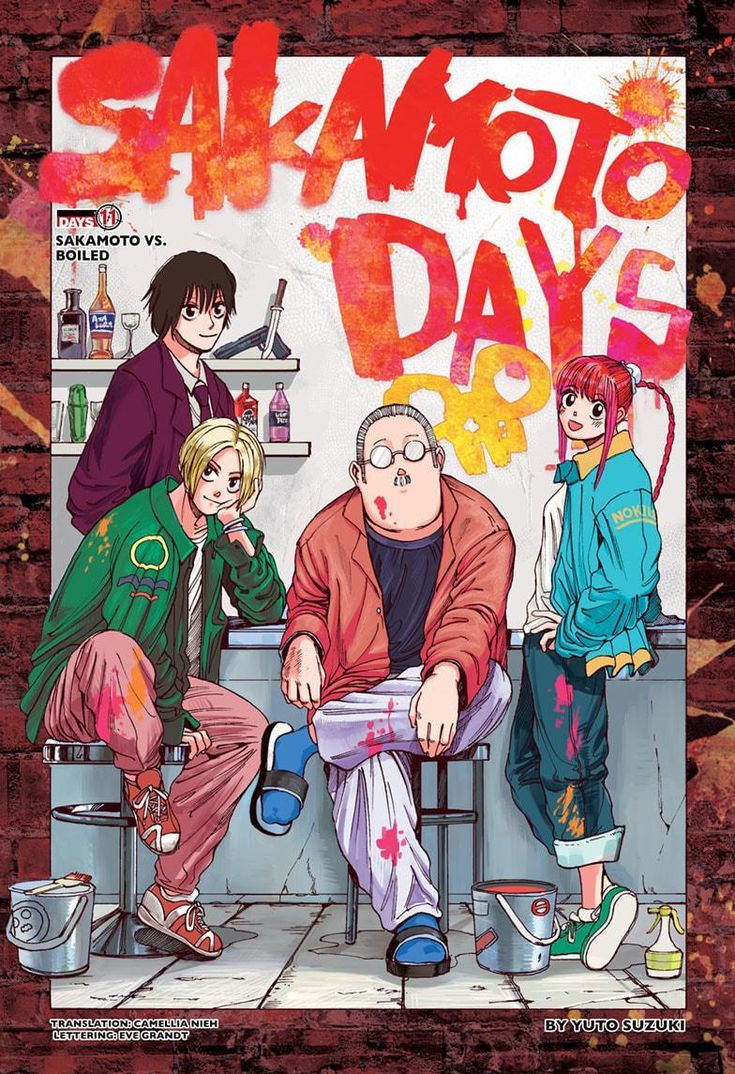 SAKAMOTO
DAYS
DAYS 11
SAKAMOTO VS.
BOILED
NOKI
TRANSLATION: CAMELLIA NIEH
LETTERING: EVE GRANDT
BY YUTO SUZUKI